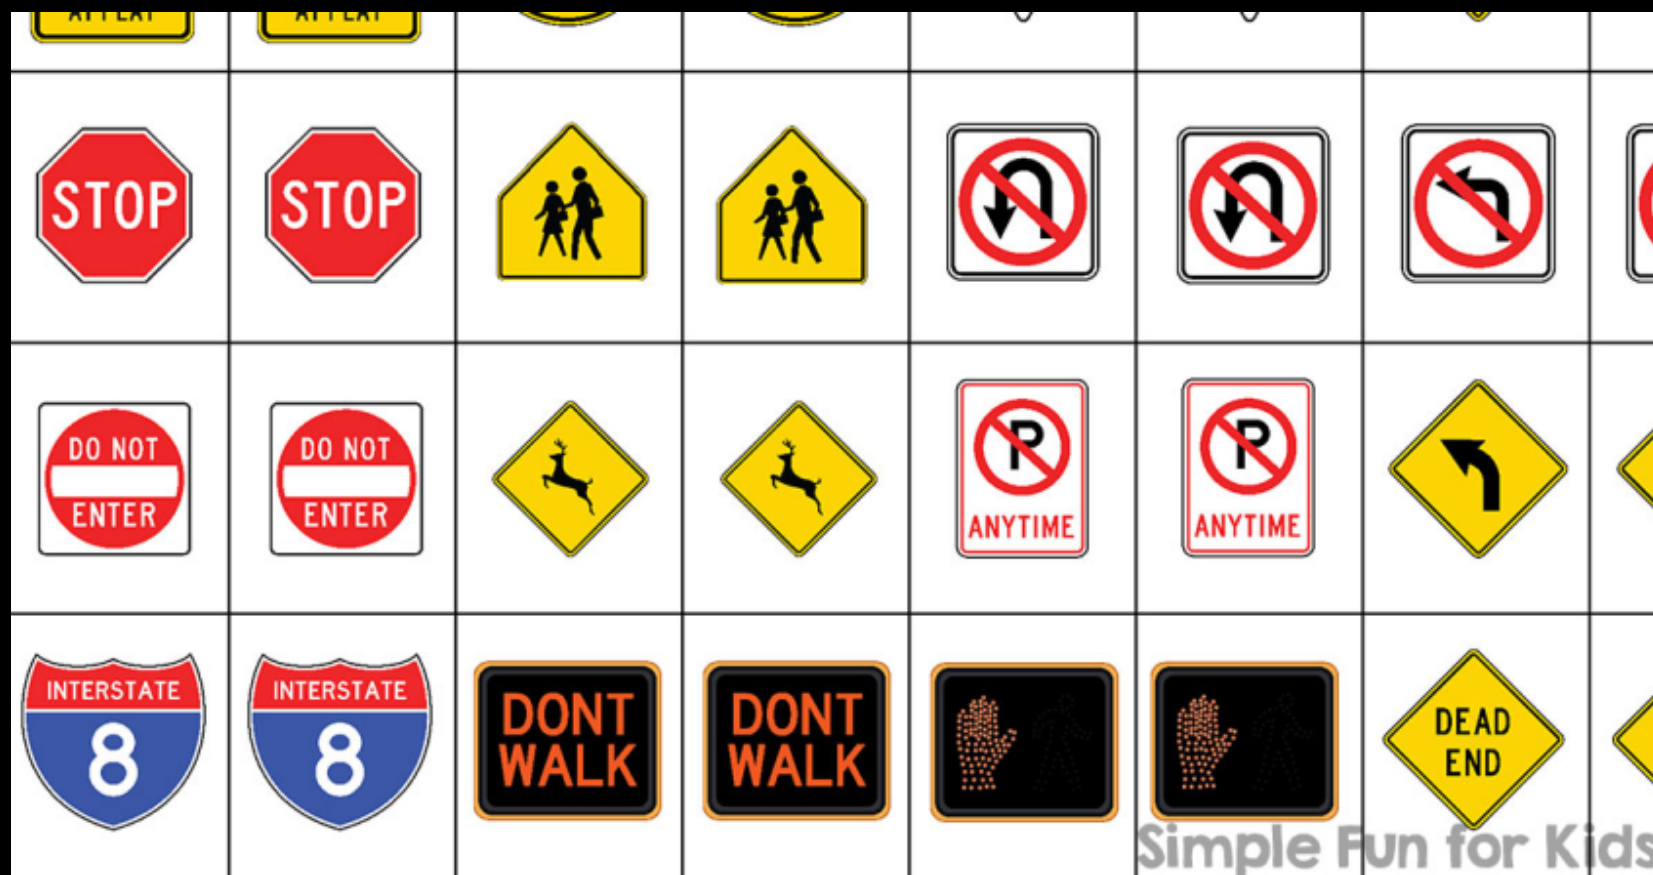 STOP
STOP
DO NOT
ENTER
DO NOT
ENTER
P
ANYTIME
P
ANYTIME
INTERSTATE
8
INTERSTATE
8
DONT
WALK
DONT
WALK
DEAD
END
Simple Fun for Kids